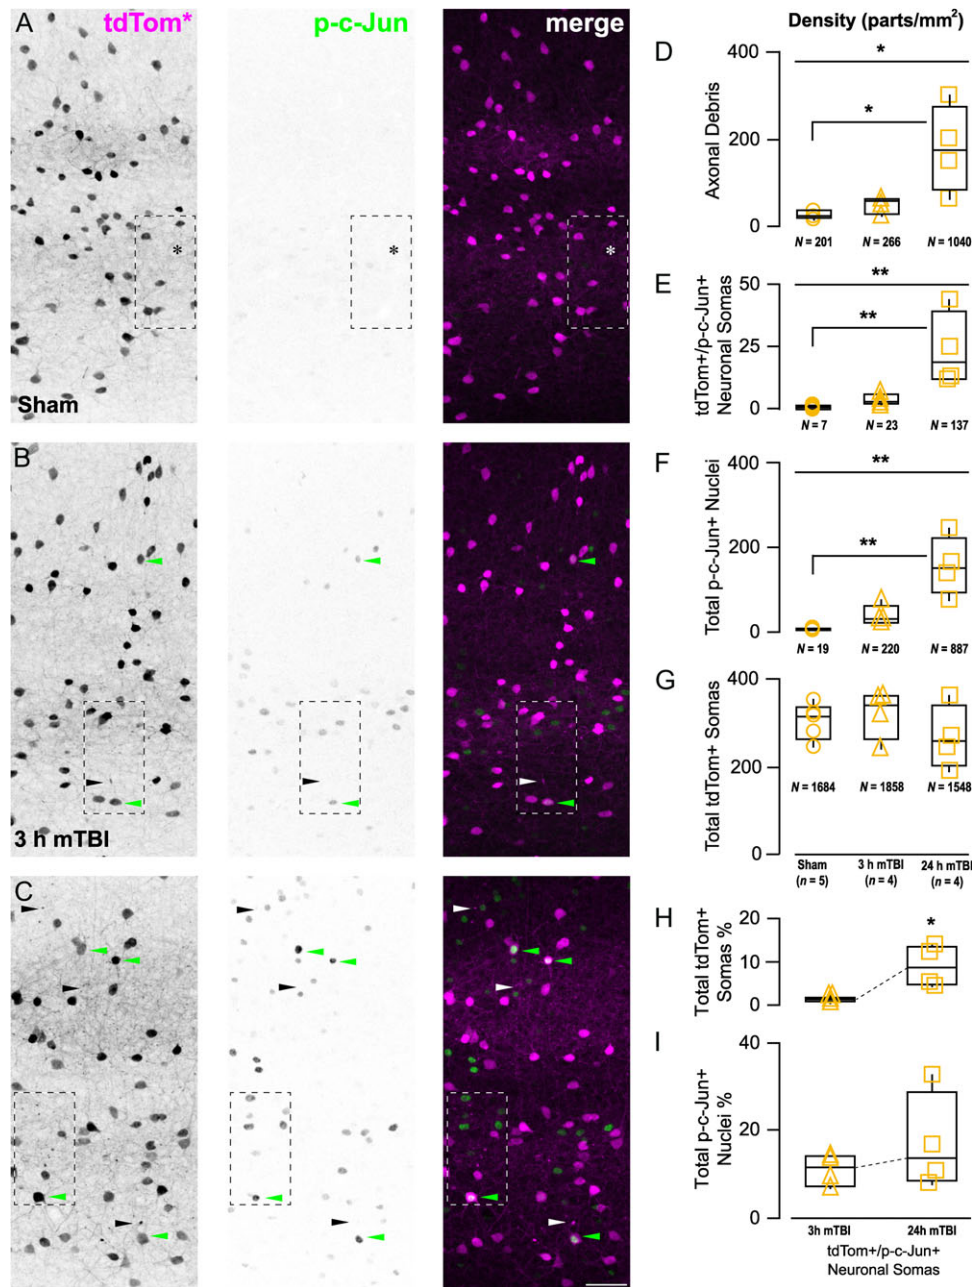 A
tdTom*
p-c-Jun
merge
*
*
Sham
B
3 h mTBI
C
Density (parts/mm²)
D
Axonal Debris
400
200
0
*
*
N = 201
N = 266
N = 1040
E
tdTom+/p-c-Jun+
Neuronal Somas
50
25
0
**
**
N = 7
N = 23
N = 137
F
Total p-c-Jun+ Nuclei
400
200
0
**
**
N = 19
N = 220
N = 887
G
Total tdTom+ Somas
400
200
0
N = 1684
N = 1858
N = 1548
Sham
(n = 5)
3 h mTBI
(n = 4)
24 h mTBI
(n = 4)
H
Total tdTom+
Somas %
20
10
0
*
I
Total p-c-Jun+
Nuclei %
40
20
0
3h mTBI
24h mTBI
tdTom+/p-c-Jun+
Neuronal Somas